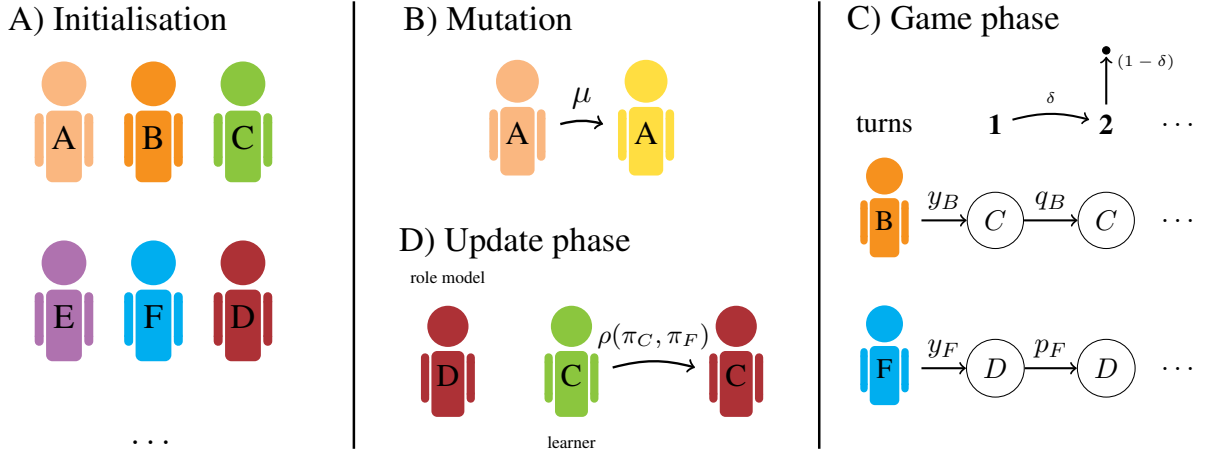 A) Initialisation
A B C
E F D
. . .
B) Mutation
A μ A
D) Update phase
role model
D C ρ(π_C, π_F) C
learner
C) Game phase
(1 − δ)
δ
turns 1 2 · · ·
B y_B C q_B C · · ·
F y_F D p_F D · · ·